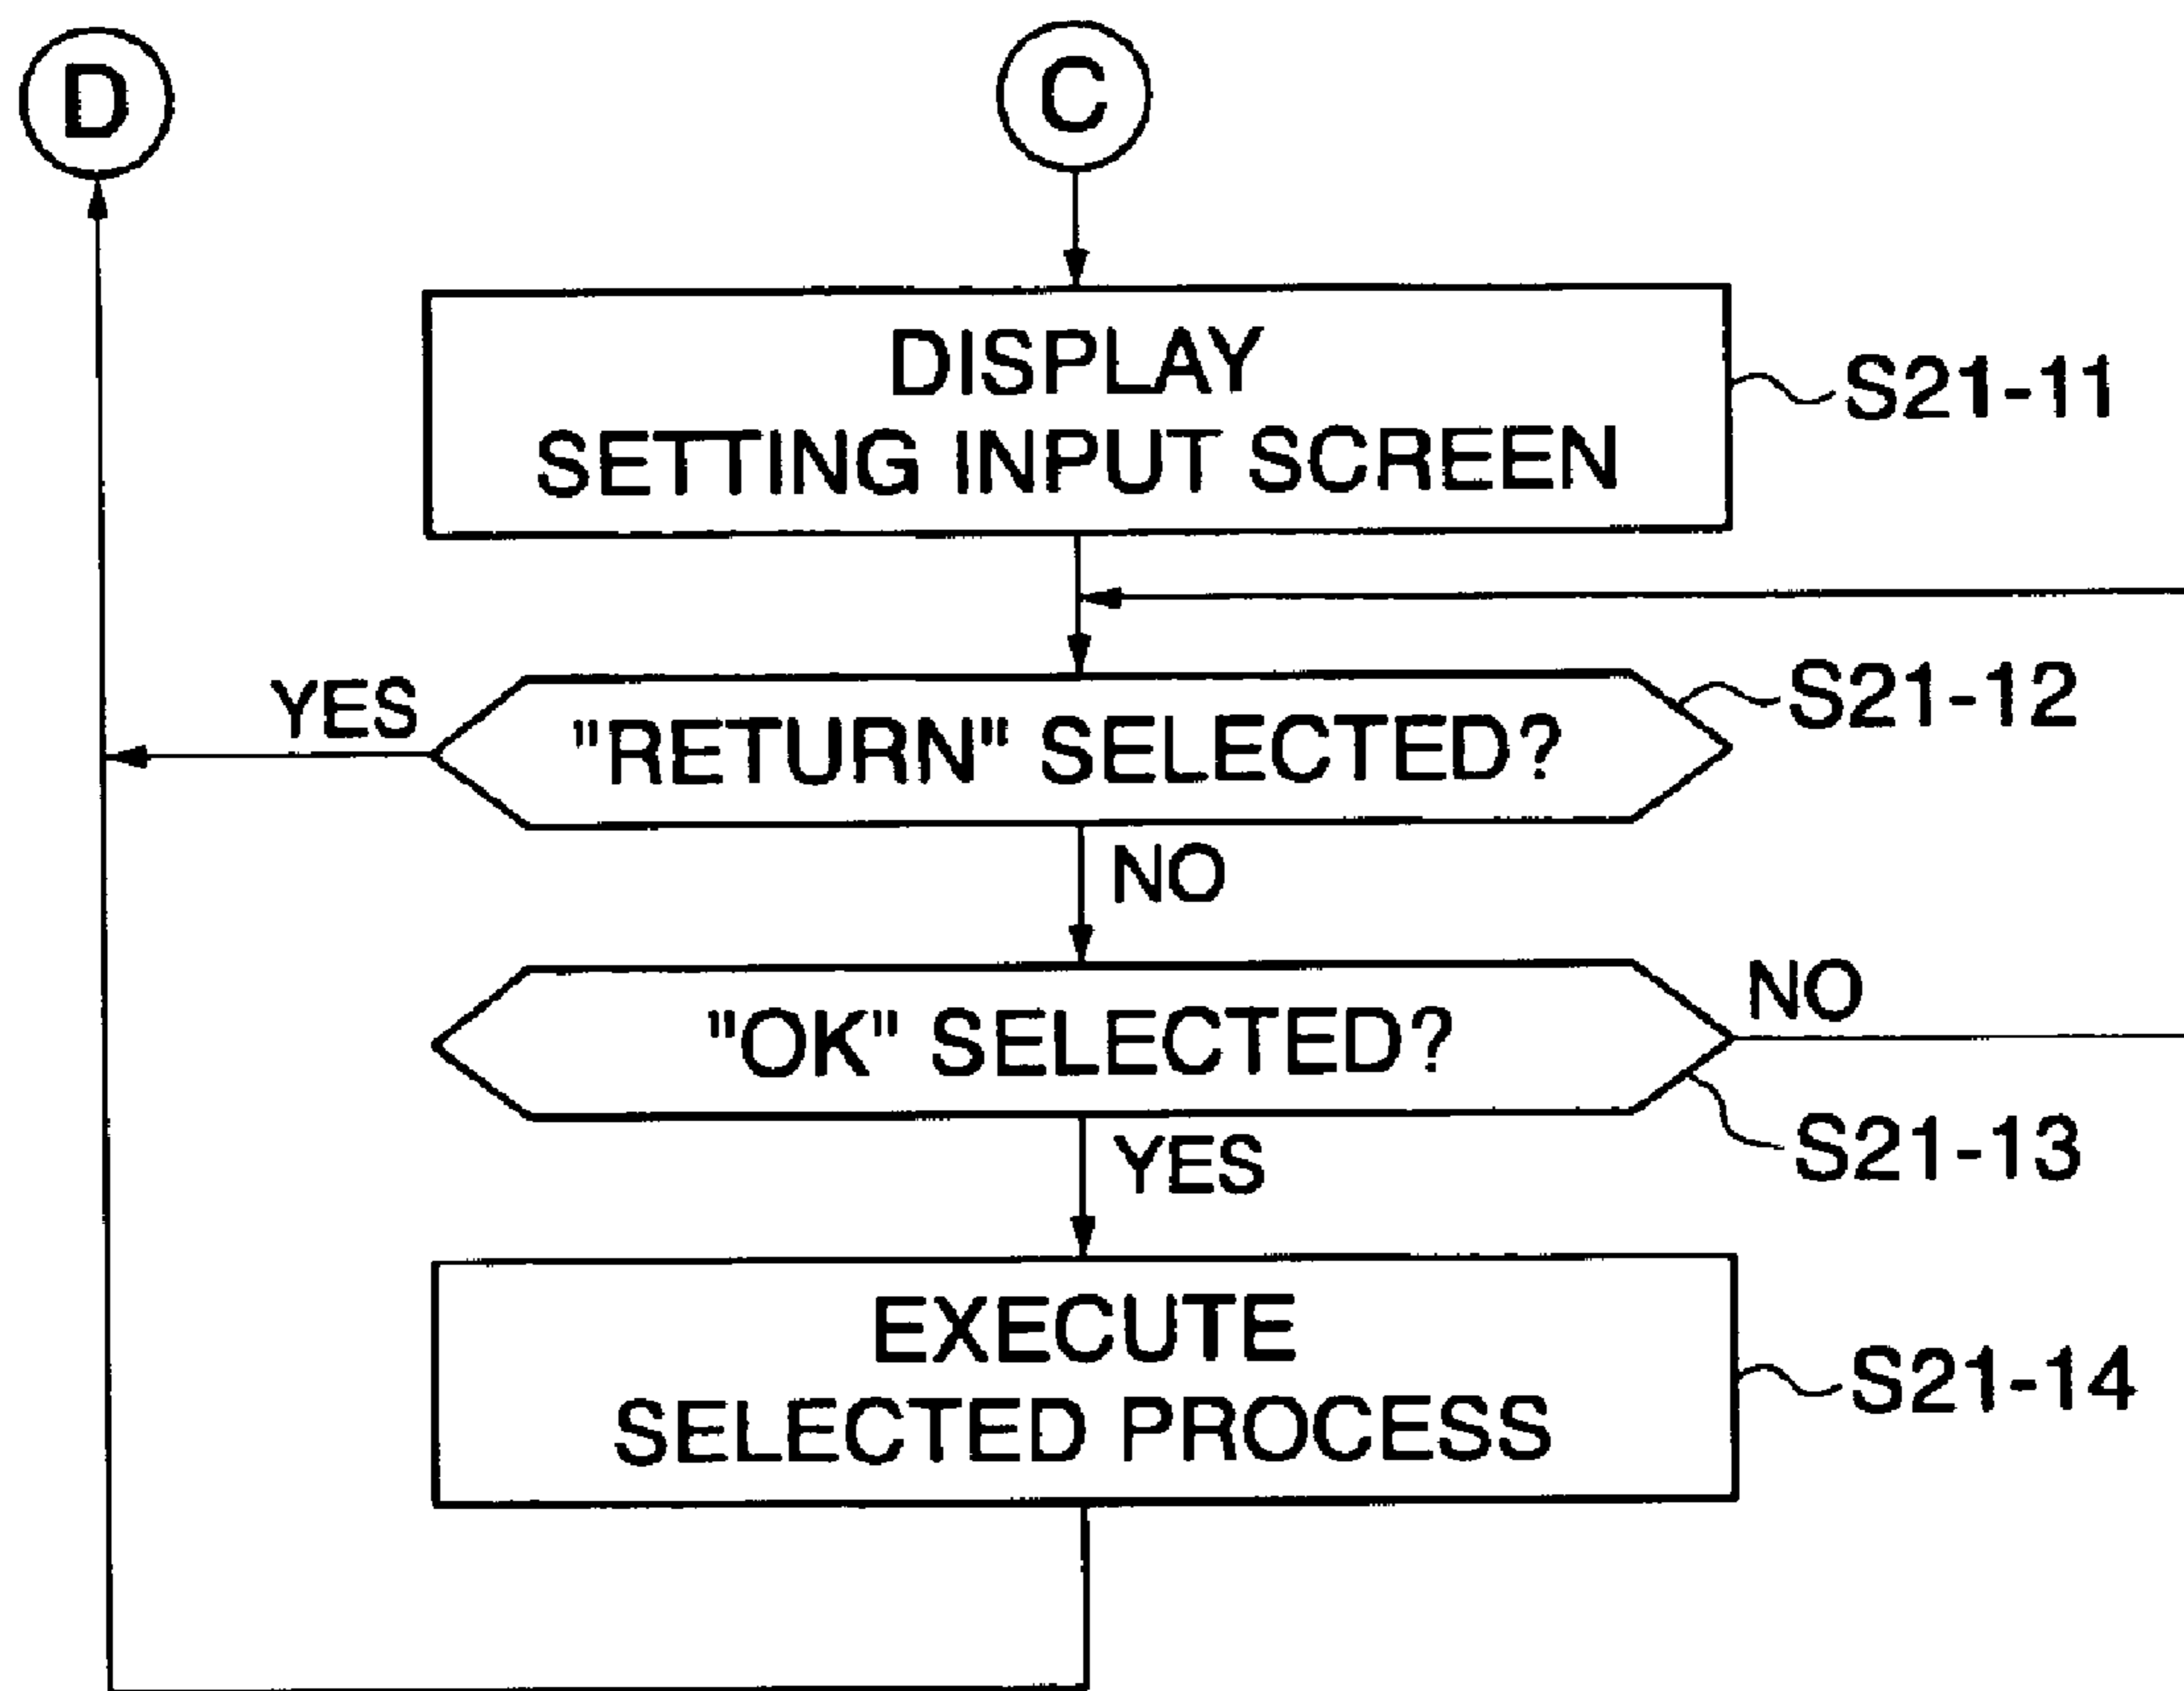 D
C
DISPLAY
SETTING INPUT SCREEN
S21-11
YES
"RETURN" SELECTED?
S21-12
NO
"OK" SELECTED?
NO
S21-13
YES
EXECUTE
SELECTED PROCESS
S21-14